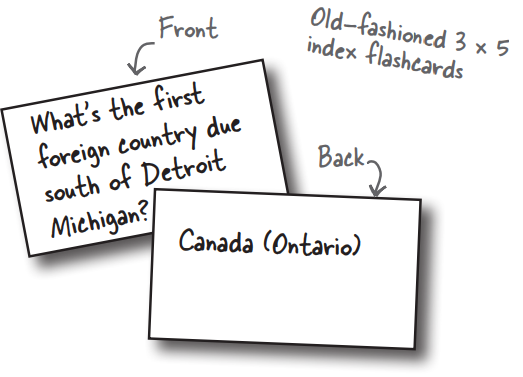 Front
Old-fashioned 3 x 5
index flashcards
What's the first
foreign country due
south of Detroit
Michigan?
Back
Canada (Ontario)